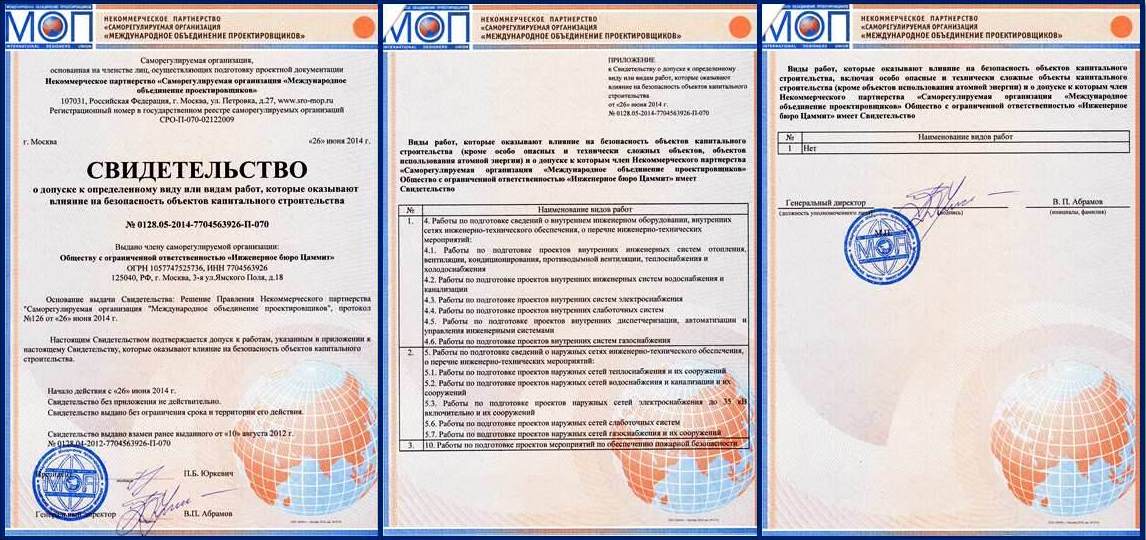 МОП
INTERNATIONAL DESIGNERS UNION
НЕКОММЕРЧЕСКОЕ ПАРТНЕРСТВО
«САМОРЕГУЛИРУЕМАЯ ОРГАНИЗАЦИЯ
«МЕЖДУНАРОДНОЕ ОБЪЕДИНЕНИЕ ПРОЕКТИРОВЩИКОВ»
Саморегулируемая организация,
основанная на членстве лиц, осуществляющих подготовку проектной документации
Некоммерческое партнерство «Саморегулируемая организация «Международное
объединение проектировщиков»
107031, Российская Федерация, г. Москва, ул. Петровка, д.27, www.sro-mop.ru
Регистрационный номер в государственном реестре саморегулируемых организаций
СРО-П-070-02122009
г. Москва «26» июня 2014 г.
СВИДЕТЕЛЬСТВО
о допуске к определенному виду или видам работ, которые оказывают
влияние на безопасность объектов капитального строительства
№ 0128.05-2014-7704563926-П-070
Выдано члену саморегулируемой организации:
Обществу с ограниченной ответственностью «Инженерное бюро Цаммит»
ОГРН 1057747525736, ИНН 7704563926
125040, РФ, г. Москва, 3-я ул.Ямского Поля, д.18
Основание выдачи Свидетельства: Решение Правления Некоммерческого партнерства
"Саморегулируемая организация "Международное объединение проектировщиков", протокол
№126 от «26» июня 2014 г.
Настоящим Свидетельством подтверждается допуск к работам, указанным в приложении к
настоящему Свидетельству, которые оказывают влияние на безопасность объектов капитального
строительства.
Начало действия с «26» июня 2014 г.
Свидетельство без приложения не действительно.
Свидетельство выдано без ограничения срока и территории его действия.
Свидетельство выдано взамен ранее выданного от «10» августа 2012 г.
№ 0128.04-2012-7704563926-П-070
Президент П.Б. Юркевич
Генеральный директор В.П. Абрамов
МОП
МОП
INTERNATIONAL DESIGNERS UNION
НЕКОММЕРЧЕСКОЕ ПАРТНЕРСТВО
«САМОРЕГУЛИРУЕМАЯ ОРГАНИЗАЦИЯ
«МЕЖДУНАРОДНОЕ ОБЪЕДИНЕНИЕ ПРОЕКТИРОВЩИКОВ»
ПРИЛОЖЕНИЕ
к Свидетельству о допуске к определенному
виду или видам работ, которые оказывают
влияние на безопасность объектов капитального
строительства
от «26» июня 2014 г.
№ 0128.05-2014-7704563926-П-070
Виды работ, которые оказывают влияние на безопасность объектов капитального
строительства (кроме особо опасных и технически сложных объектов, объектов
использования атомной энергии) и о допуске к которым член Некоммерческого партнерства
«Саморегулируемая организация «Международное объединение проектировщиков»
Общество с ограниченной ответственностью «Инженерное бюро Цаммит» имеет
Свидетельство
№ Наименование видов работ
1. 4. Работы по подготовке сведений о внутреннем инженерном оборудовании, внутренних
сетях инженерно-технического обеспечения, о перечне инженерно-технических
мероприятий:
4.1. Работы по подготовке проектов внутренних инженерных систем отопления,
вентиляции, кондиционирования, противодымной вентиляции, теплоснабжения и
холодоснабжения
4.2. Работы по подготовке проектов внутренних инженерных систем водоснабжения и
канализации
4.3. Работы по подготовке проектов внутренних систем электроснабжения
4.4. Работы по подготовке проектов внутренних слаботочных систем
4.5. Работы по подготовке проектов внутренних диспетчеризации, автоматизации и
управления инженерными системами
4.6. Работы по подготовке проектов внутренних систем газоснабжения
2. 5. Работы по подготовке сведений о наружных сетях инженерно-технического обеспечения,
о перечне инженерно-технических мероприятий:
5.1. Работы по подготовке проектов наружных сетей теплоснабжения и их сооружений
5.2. Работы по подготовке проектов наружных сетей водоснабжения и канализации и их
сооружений
5.3. Работы по подготовке проектов наружных сетей электроснабжения до 35 кВ
включительно и их сооружений
5.6. Работы по подготовке проектов наружных сетей слаботочных систем
5.7. Работы по подготовке проектов наружных сетей газоснабжения и их сооружений
3. 10. Работы по подготовке проектов мероприятий по обеспечению пожарной безопасности
МОП
INTERNATIONAL DESIGNERS UNION
НЕКОММЕРЧЕСКОЕ ПАРТНЕРСТВО
«САМОРЕГУЛИРУЕМАЯ ОРГАНИЗАЦИЯ
«МЕЖДУНАРОДНОЕ ОБЪЕДИНЕНИЕ ПРОЕКТИРОВЩИКОВ»
Виды работ, которые оказывают влияние на безопасность объектов капитального
строительства, включая особо опасные и технически сложные объекты капитального
строительства (кроме объектов использования атомной энергии) и о допуске к которым член
Некоммерческого партнерства «Саморегулируемая организация «Международное
объединение проектировщиков» Общество с ограниченной ответственностью «Инженерное
бюро Цаммит» имеет Свидетельство
№ Наименование видов работ
1 Нет
Генеральный директор В. П. Абрамов
(должность уполномоченного лица) (подпись) (инициалы, фамилия)
М.П.
МОП